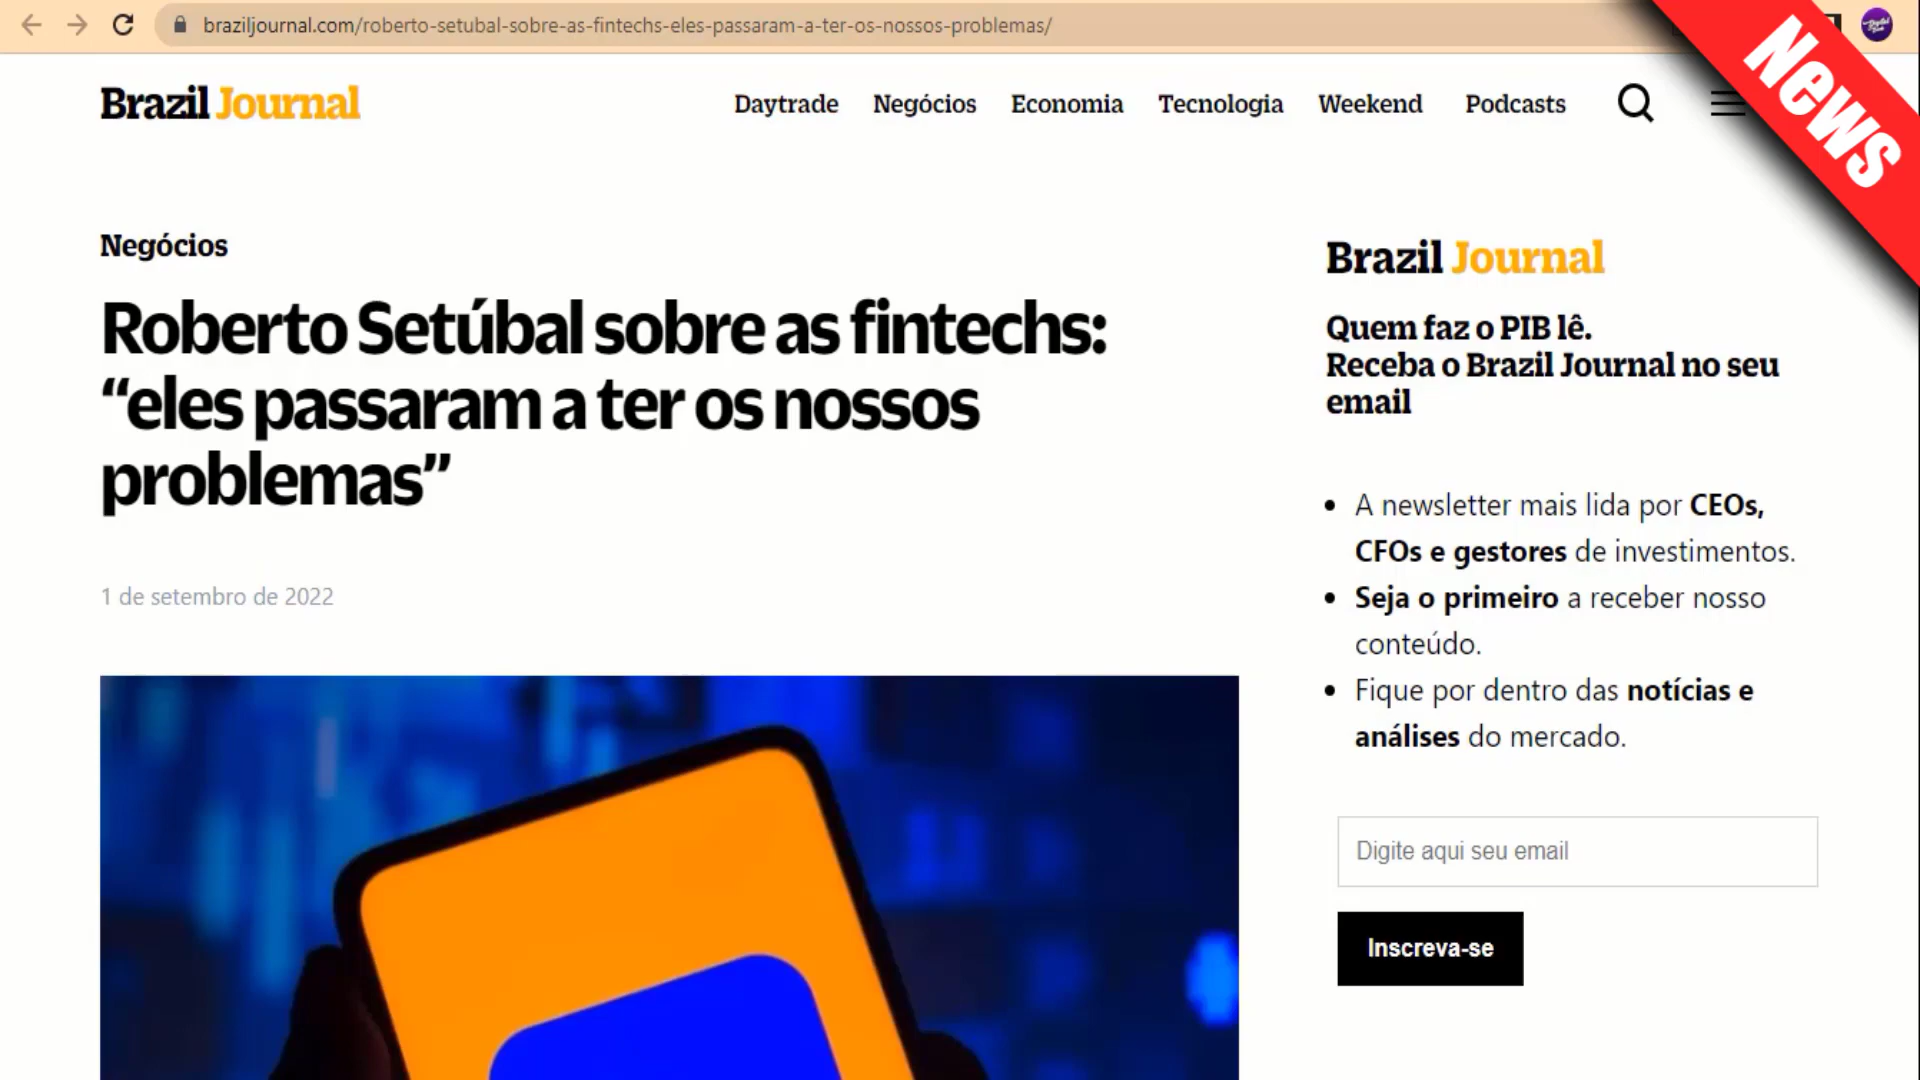 braziljournal.com/roberto-setubal-sobre-as-fintechs-eles-passaram-a-ter-os-nossos-problemas/
News
Brazil Journal
Daytrade Negócios Economia Tecnologia Weekend Podcasts
Negócios
Roberto Setúbal sobre as fintechs:
“eles passaram a ter os nossos
problemas”
1 de setembro de 2022
Brazil Journal
Quem faz o PIB lê.
Receba o Brazil Journal no seu
email
A newsletter mais lida por CEOs,
CFOs e gestores de investimentos.
Seja o primeiro a receber nosso
conteúdo.
Fique por dentro das notícias e
análises do mercado.
Digite aqui seu email
Inscreva-se